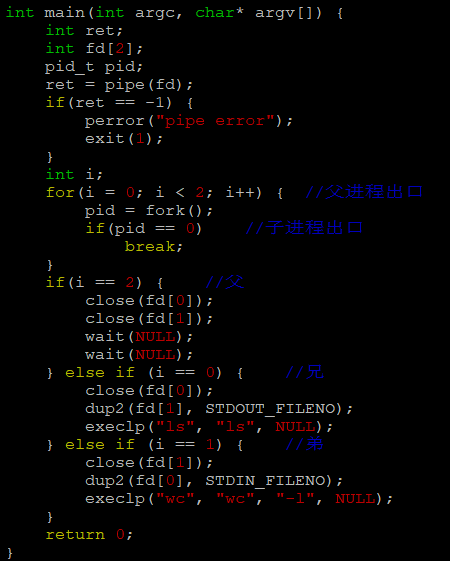 int main(int argc, char* argv[]) {
    int ret;
    int fd[2];
    pid_t pid;
    ret = pipe(fd);
    if(ret == -1) {
        perror("pipe error");
        exit(1);
    }
    int i;
    for(i = 0; i < 2; i++) {  //父进程出口
        pid = fork();
        if(pid == 0)    //子进程出口
            break;
    }
    if(i == 2) {    //父
        close(fd[0]);
        close(fd[1]);
        wait(NULL);
        wait(NULL);
    } else if (i == 0) {    //兄
        close(fd[0]);
        dup2(fd[1], STDOUT_FILENO);
        execlp("ls", "ls", NULL);
    } else if (i == 1) {    //弟
        close(fd[1]);
        dup2(fd[0], STDIN_FILENO);
        execlp("wc", "wc", "-l", NULL);
    }
    return 0;
}